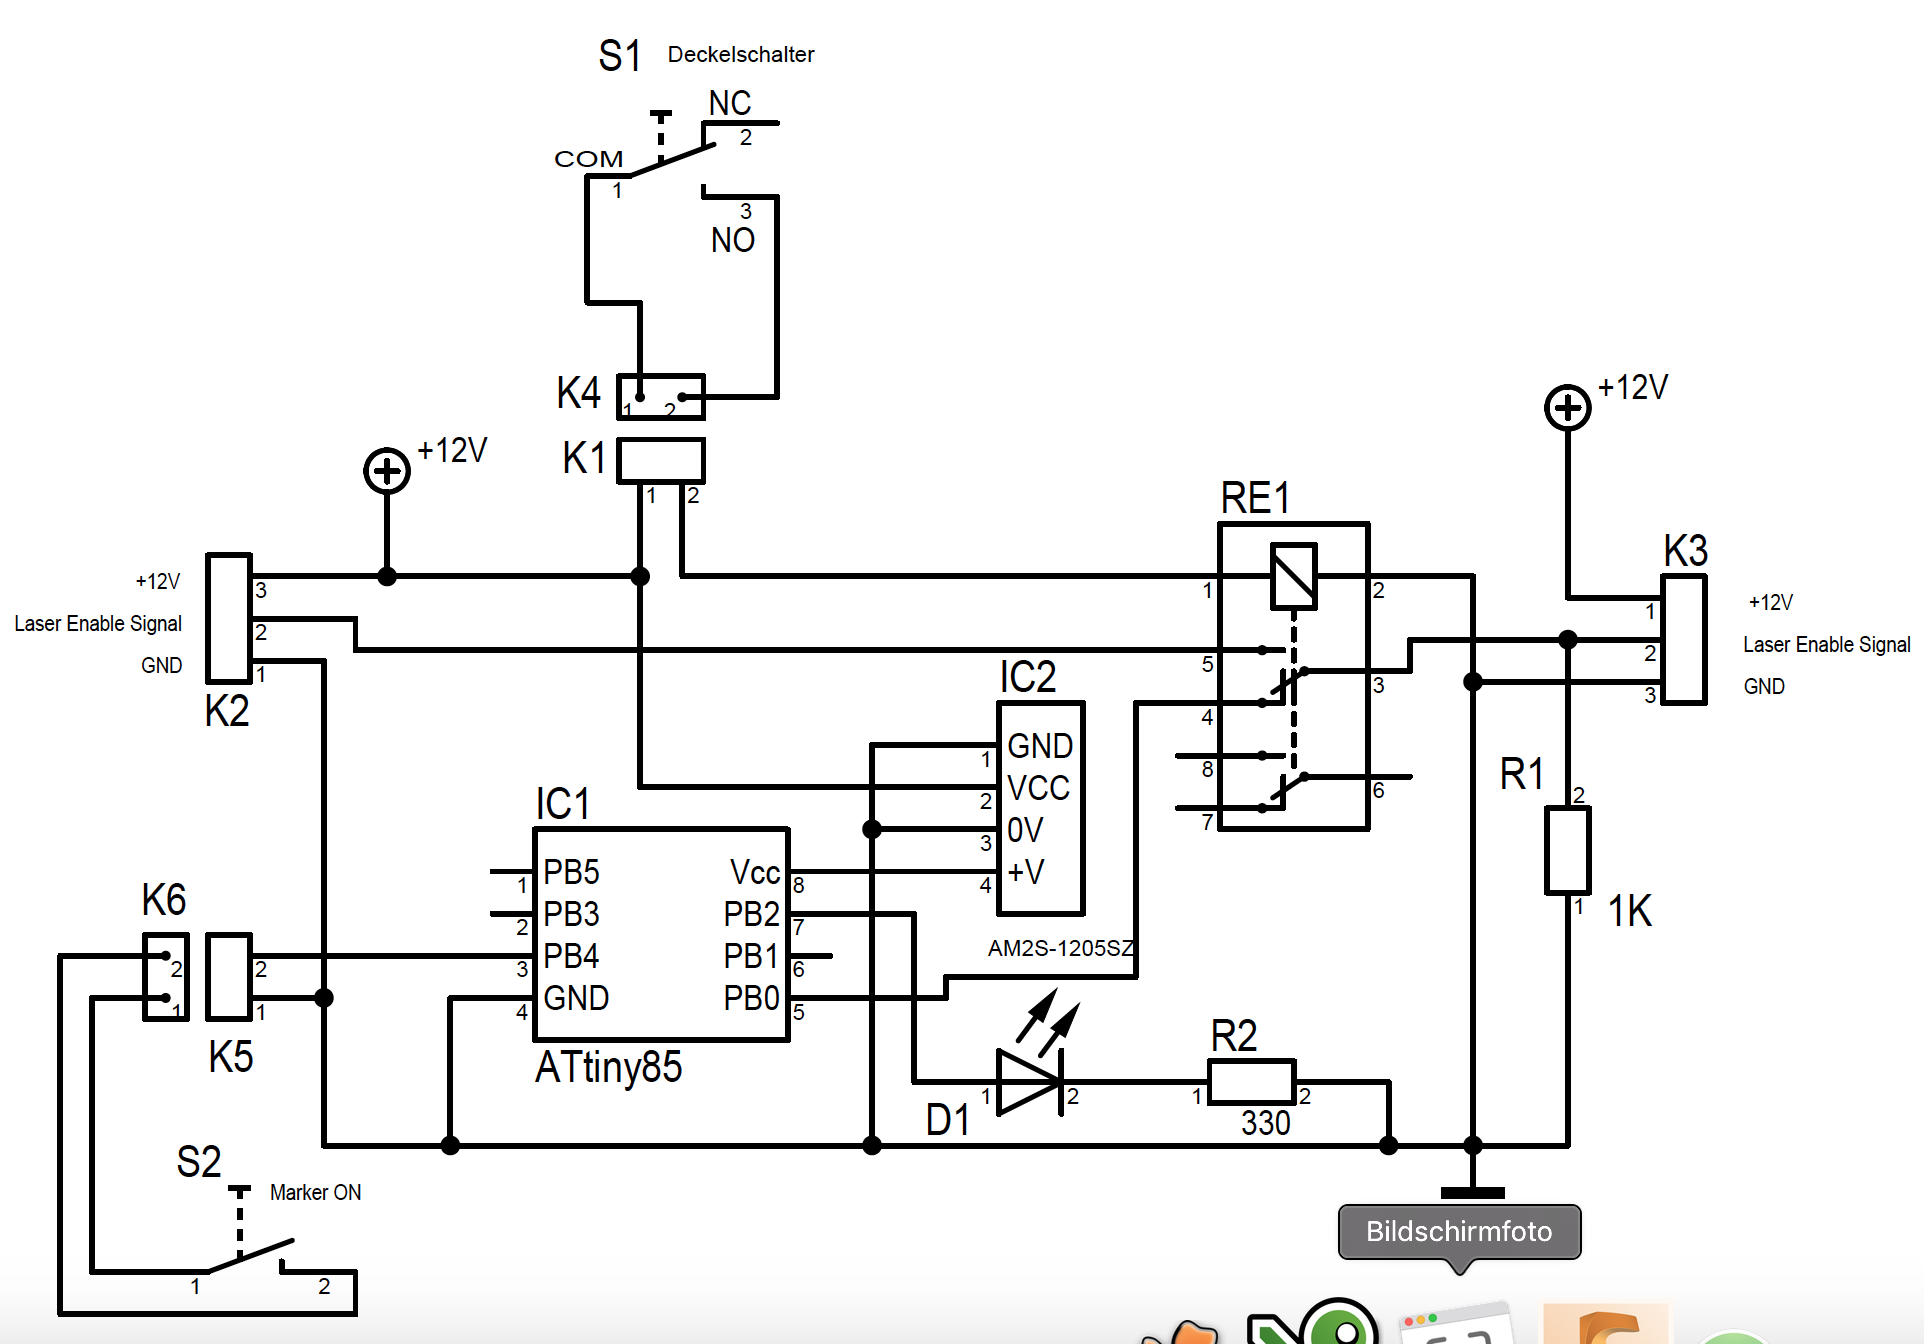 S1 Deckelschalter
NC
2
COM
1
3
NO
K4
1 2
K1
1 2
+12V
+12V
RE1
K3
+12V
3
Laser Enable Signal
2
GND
1
K2
1
2
5
3
4
8
6
7
1
+12V
2
Laser Enable Signal
3
GND
IC2
1 GND
2 VCC
3 0V
4 +V
AM2S-1205SZ
R1
2
1
1K
IC1
1 PB5
2 PB3
3 PB4
4 GND
Vcc 8
PB2 7
PB1 6
PB0 5
ATtiny85
K6
2
1
2
1
K5
D1
1
2
R2
1
2
330
S2
Marker ON
1
2
Bildschirmfoto